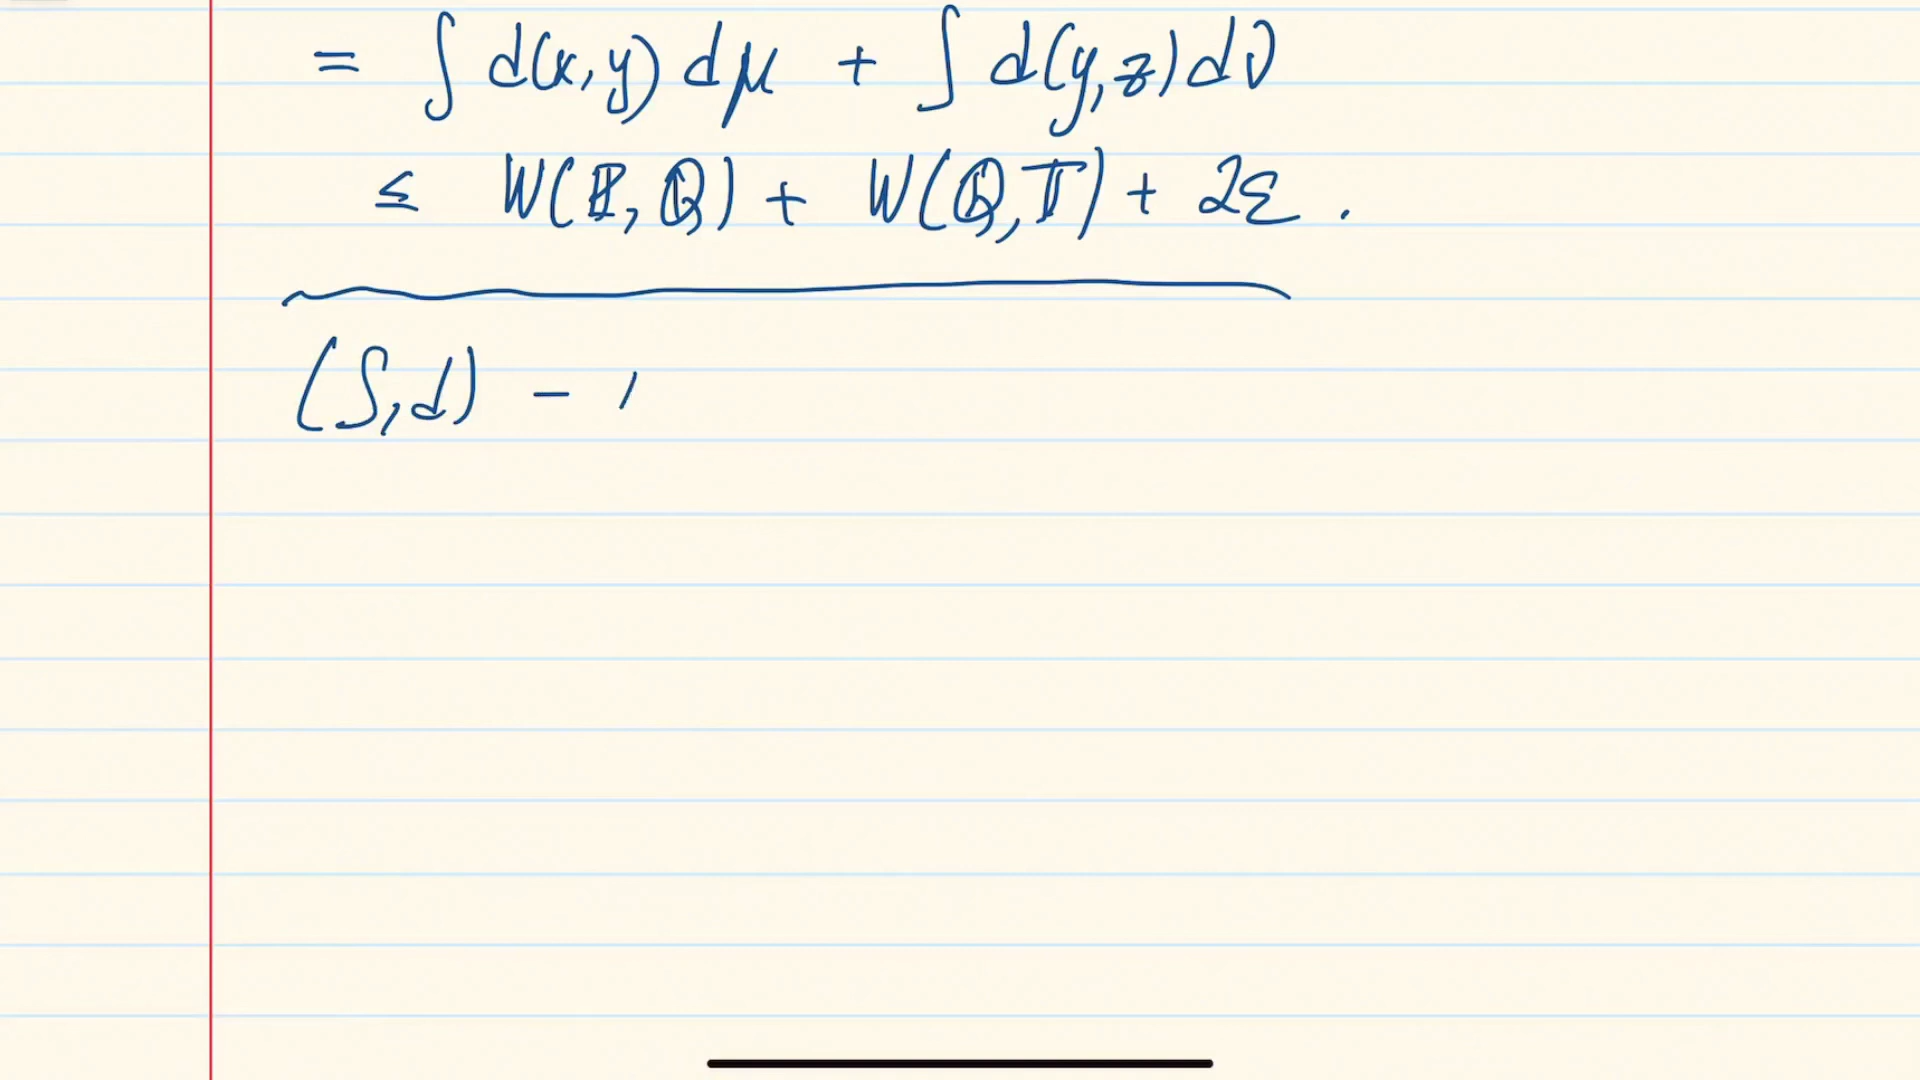 = ∫ d(x,y) dμ + ∫ d(y,z) dν
≤ W(ℙ,ℚ) + W(ℚ,𝕋) + 2ε .
(S,d) -